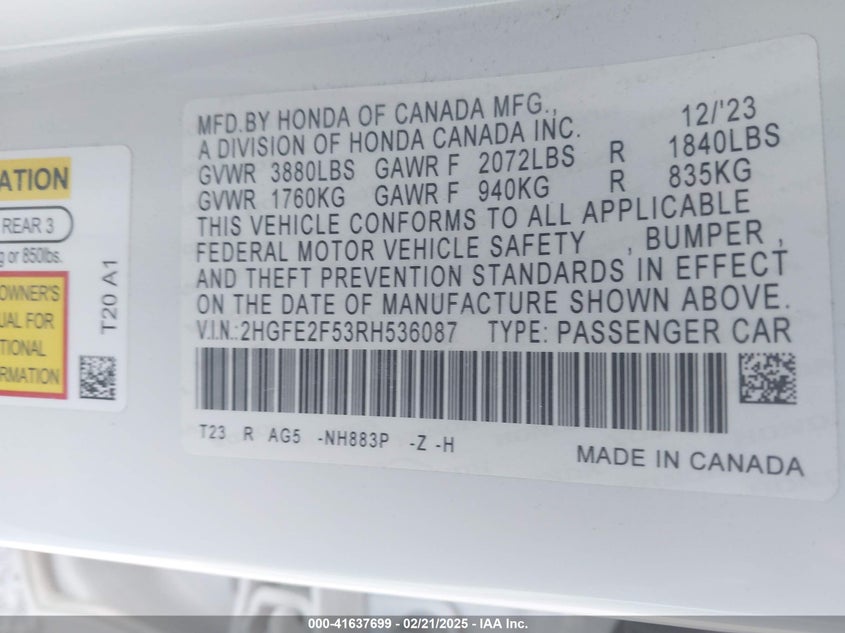 MFD.BY HONDA OF CANADA MFG., 12/'23
A DIVISION OF HONDA CANADA INC.
GVWR 3880LBS GAWR F 2072LBS R 1840LBS
GVWR 1760KG GAWR F 940KG R 835KG
THIS VEHICLE CONFORMS TO ALL APPLICABLE
FEDERAL MOTOR VEHICLE SAFETY , BUMPER ,
AND THEFT PREVENTION STANDARDS IN EFFECT
ON THE DATE OF MANUFACTURE SHOWN ABOVE.
V.I.N.:2HGFE2F53RH536087 TYPE: PASSENGER CAR
T23 R AG5 -NH883P -Z -H
MADE IN CANADA
ATION
REAR 3
g or 850lbs.
OWNER'S
UAL FOR
TIONAL
RMATION
T20 A1
000-41637699 - 02/21/2025 - IAA Inc.